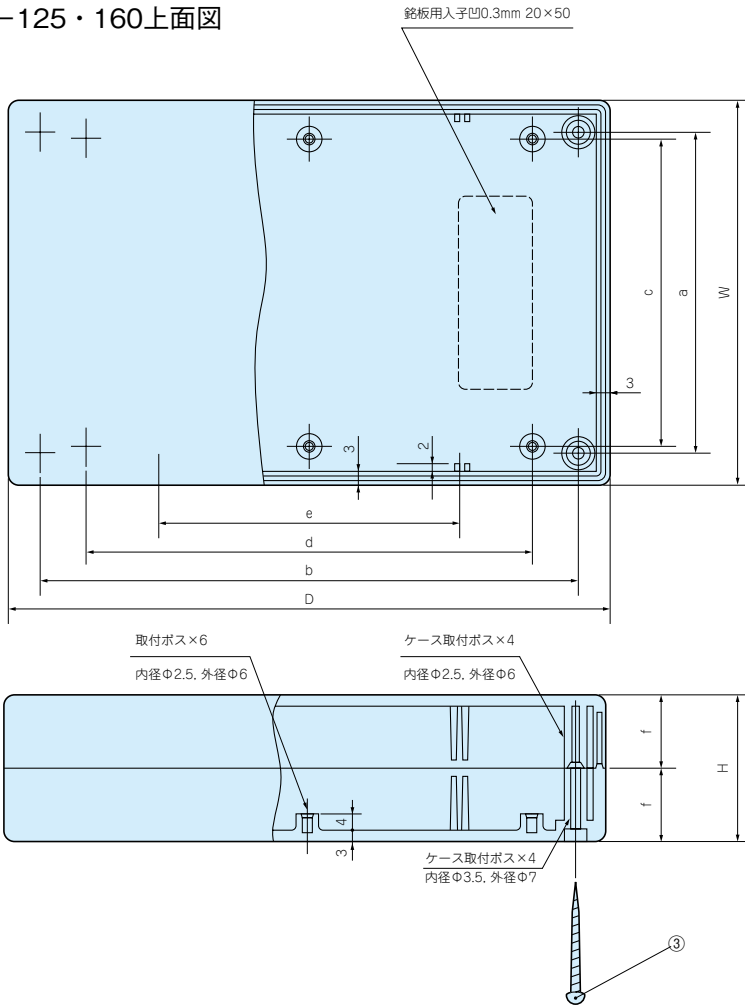 −125・160上面図
銘板用入子凹0.3mm 20×50
c
a
W
3
3
2
e
d
b
D
取付ボス×6
内径Φ2.5, 外径Φ6
ケース取付ボス×4
内径Φ2.5, 外径Φ6
f
H
f
4
3
ケース取付ボス×4
内径Φ3.5, 外径Φ7
③